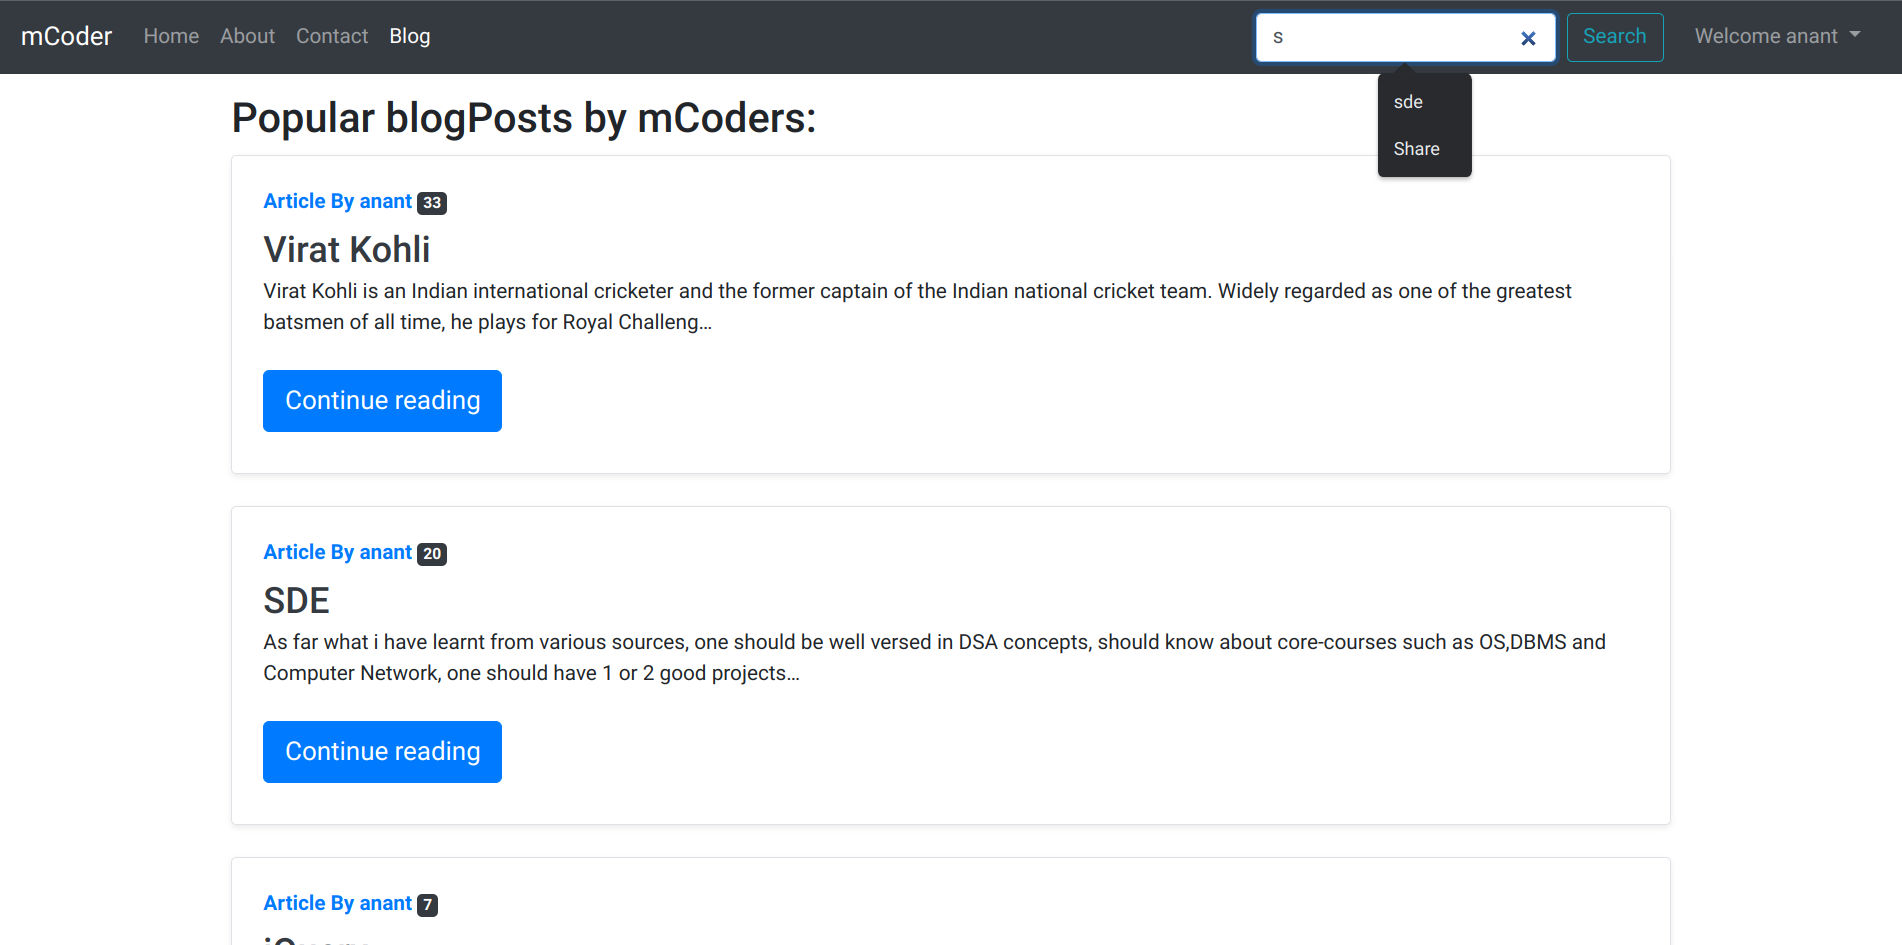 mCoder Home About Contact Blog s Search Welcome anant
sde
Share
Popular blogPosts by mCoders:
Article By anant 33
Virat Kohli
Virat Kohli is an Indian international cricketer and the former captain of the Indian national cricket team. Widely regarded as one of the greatest
batsmen of all time, he plays for Royal Challeng…
Continue reading
Article By anant 20
SDE
As far what i have learnt from various sources, one should be well versed in DSA concepts, should know about core-courses such as OS,DBMS and
Computer Network, one should have 1 or 2 good projects…
Continue reading
Article By anant 7